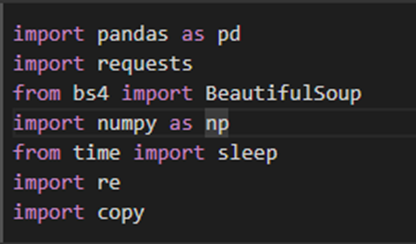 import pandas as pd
import requests
from bs4 import BeautifulSoup
import numpy as np
from time import sleep
import re
import copy